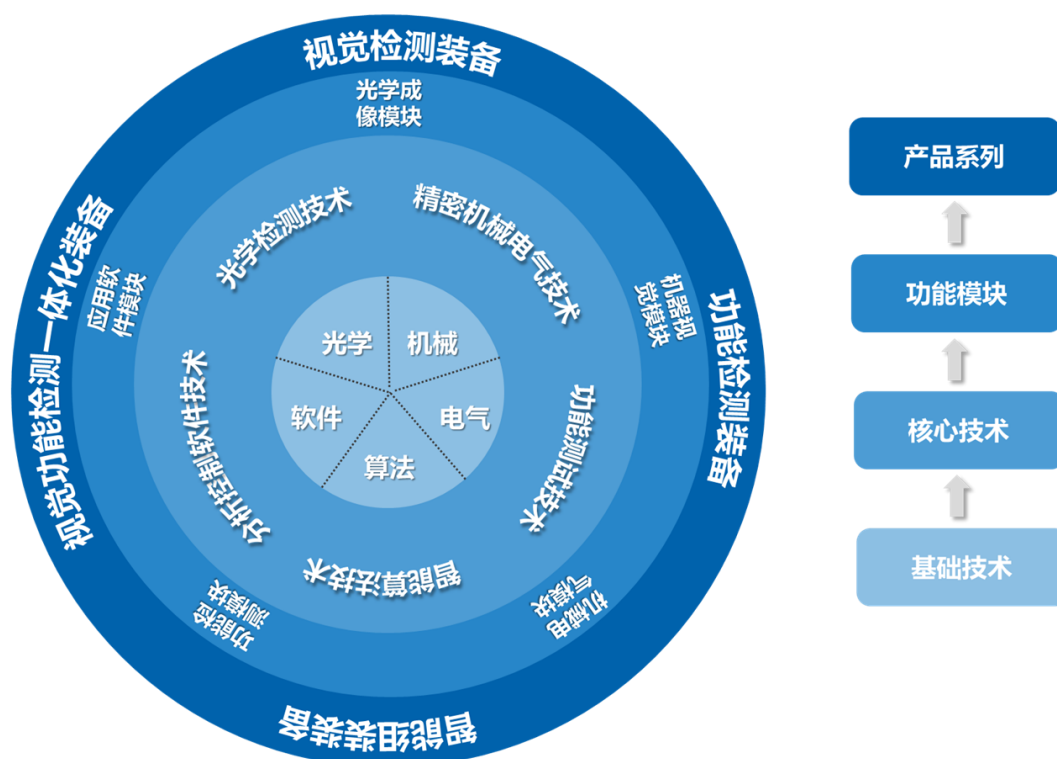 视觉检测装备
光学成
像模块
光学检测技术
精密机械电气技术
视觉功能检测一体化装备
应用软
件模块
机器视
觉模块
功能检测装备
光学
机械
软件
电气
算法
分析控制软件技术
功能测试技术
智能算法技术
功能检
测模块
机械电
气模块
智能组装装备
产品系列
功能模块
核心技术
基础技术